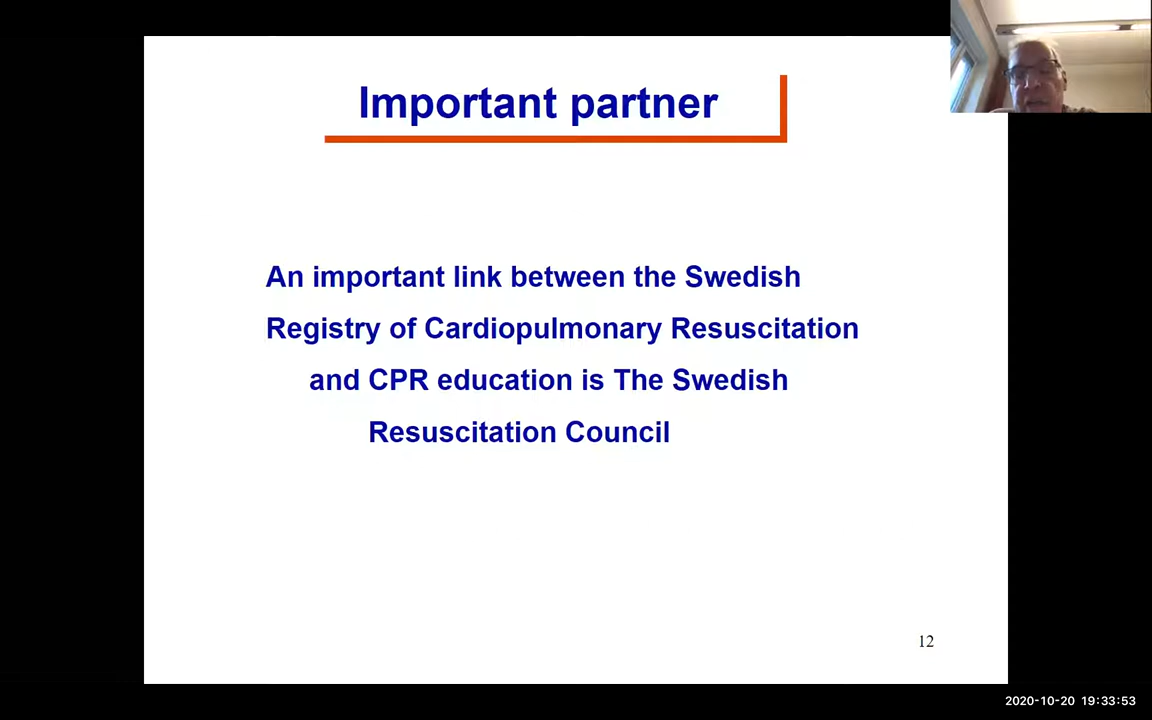 Important partner
An important link between the Swedish
Registry of Cardiopulmonary Resuscitation
and CPR education is The Swedish
Resuscitation Council
12
2020-10-20 19:33:53